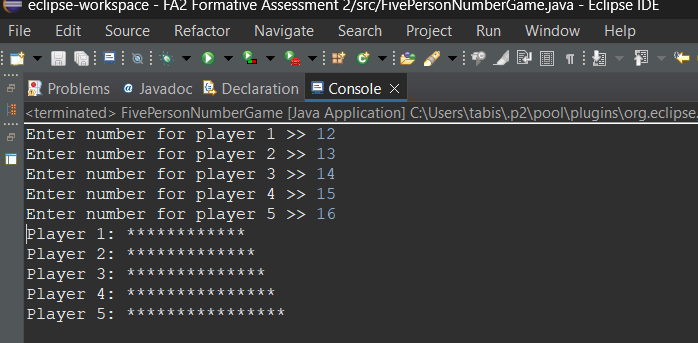 eclipse-workspace - FA2 Formative Assessment 2/src/FivePersonNumberGame.java - Eclipse IDE
File Edit Source Refactor Navigate Search Project Run Window Help
Problems @ Javadoc Declaration Console ×
<terminated> FivePersonNumberGame [Java Application] C:\Users\tabis\.p2\pool\plugins\org.eclipse.
Enter number for player 1 >> 12
Enter number for player 2 >> 13
Enter number for player 3 >> 14
Enter number for player 4 >> 15
Enter number for player 5 >> 16
Player 1: ************
Player 2: *************
Player 3: **************
Player 4: ***************
Player 5: ****************